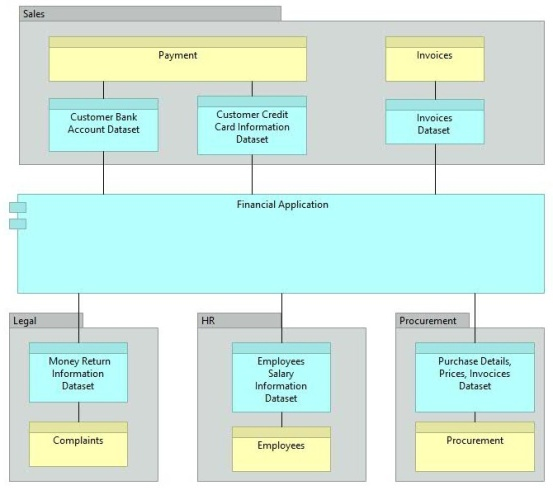 Sales
Payment
Invoices
Customer Bank
Account Dataset
Customer Credit
Card Information
Dataset
Invoices
Dataset
Financial Application
Legal
HR
Procurement
Money Return
Information
Dataset
Employees
Salary
Information
Dataset
Purchase Details,
Prices, Invocices
Dataset
Complaints
Employees
Procurement